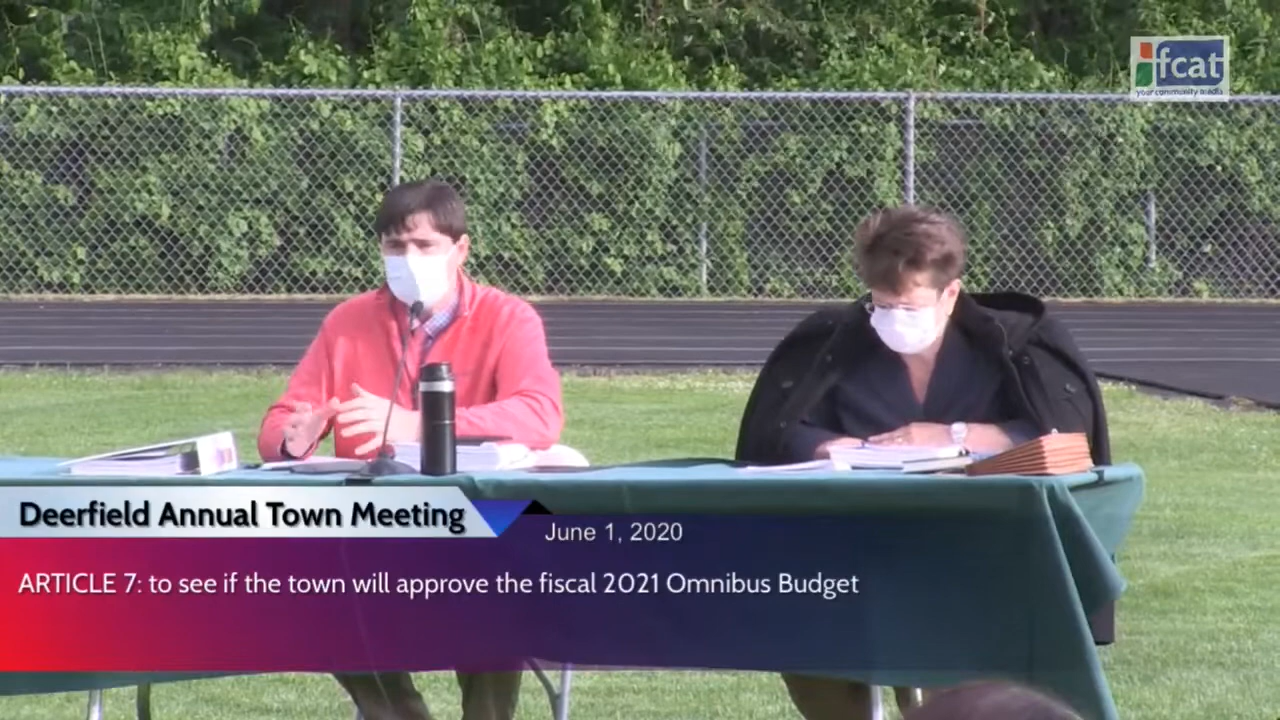 fcat
your community media
Deerfield Annual Town Meeting
June 1, 2020
ARTICLE 7: to see if the town will approve the fiscal 2021 Omnibus Budget